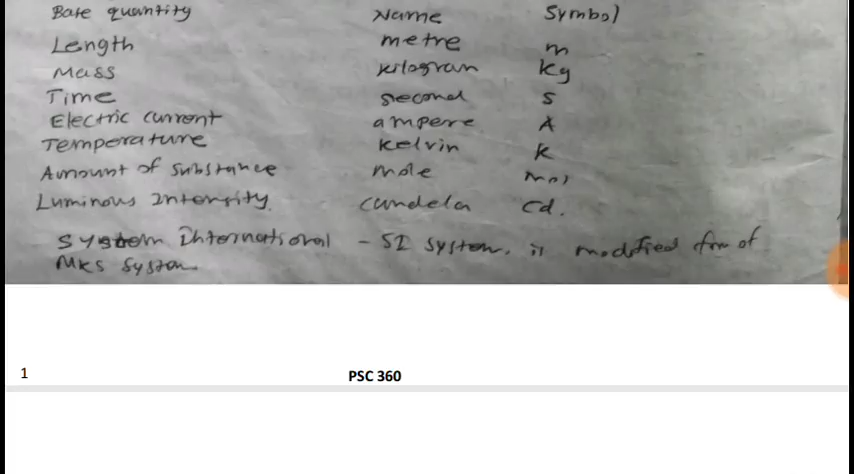 Base quantity Name Symbol
Length metre m
Mass kilogram kg
Time second s
Electric current ampere A
Temperature kelvin K
Amount of substance mole mol
Luminous Intensity candela Cd.
System International - SI System. is modified form of
MKS System.
1 PSC 360